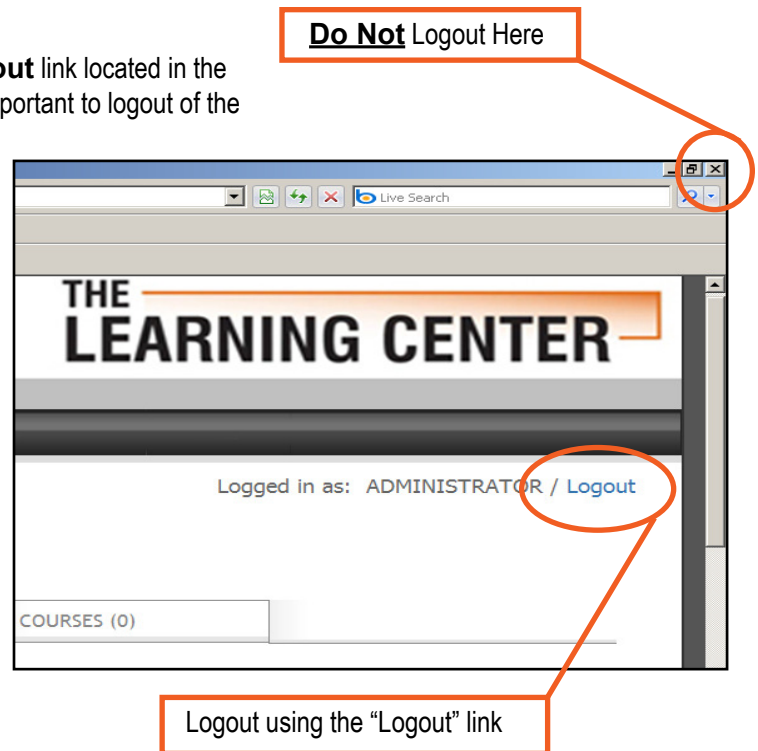 Do Not Logout Here
out link located in the
portant to logout of the
Live Search
THE
LEARNING CENTER
Logged in as: ADMINISTRATOR / Logout
COURSES (0)
Logout using the “Logout” link